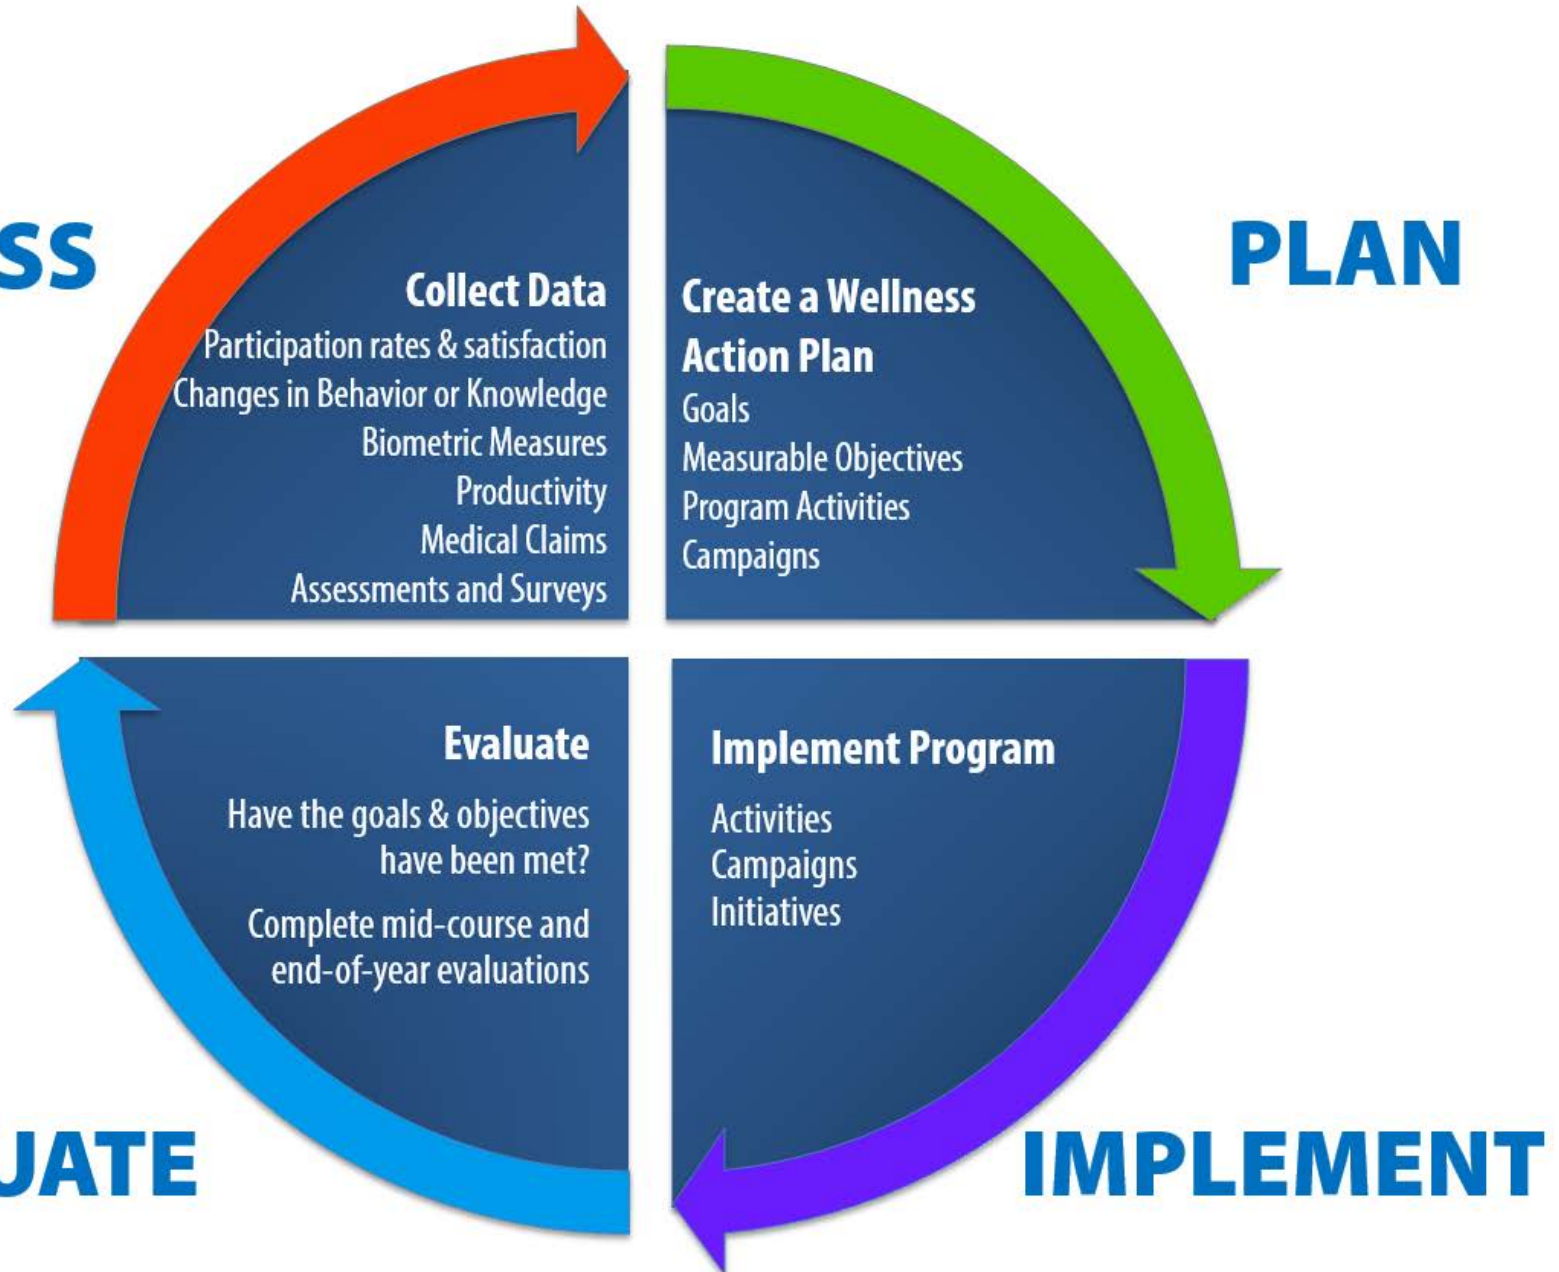 SS
Collect Data
Participation rates & satisfaction
Changes in Behavior or Knowledge
Biometric Measures
Productivity
Medical Claims
Assessments and Surveys
Create a Wellness
Action Plan
Goals
Measurable Objectives
Program Activities
Campaigns
PLAN
Evaluate
Have the goals & objectives
have been met?
Complete mid-course and
end-of-year evaluations
Implement Program
Activities
Campaigns
Initiatives
UATE
IMPLEMENT